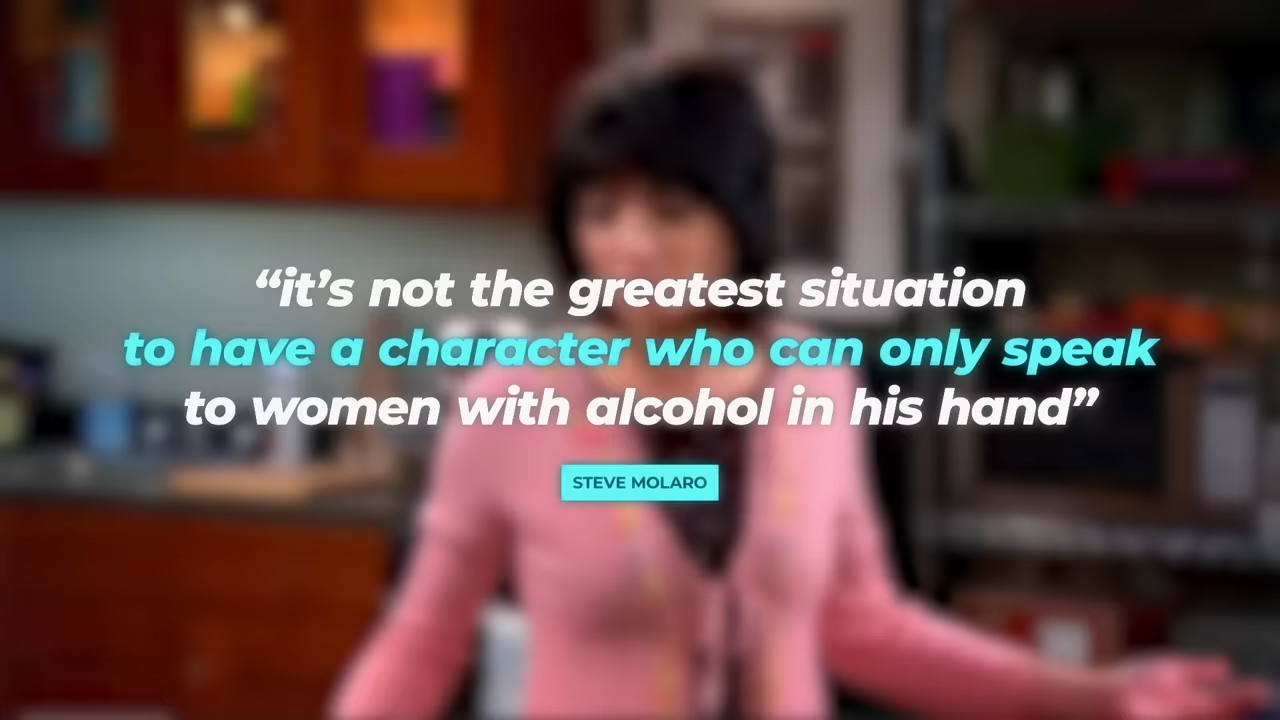 “it’s not the greatest situation
to have a character who can only speak
to women with alcohol in his hand”
STEVE MOLARO